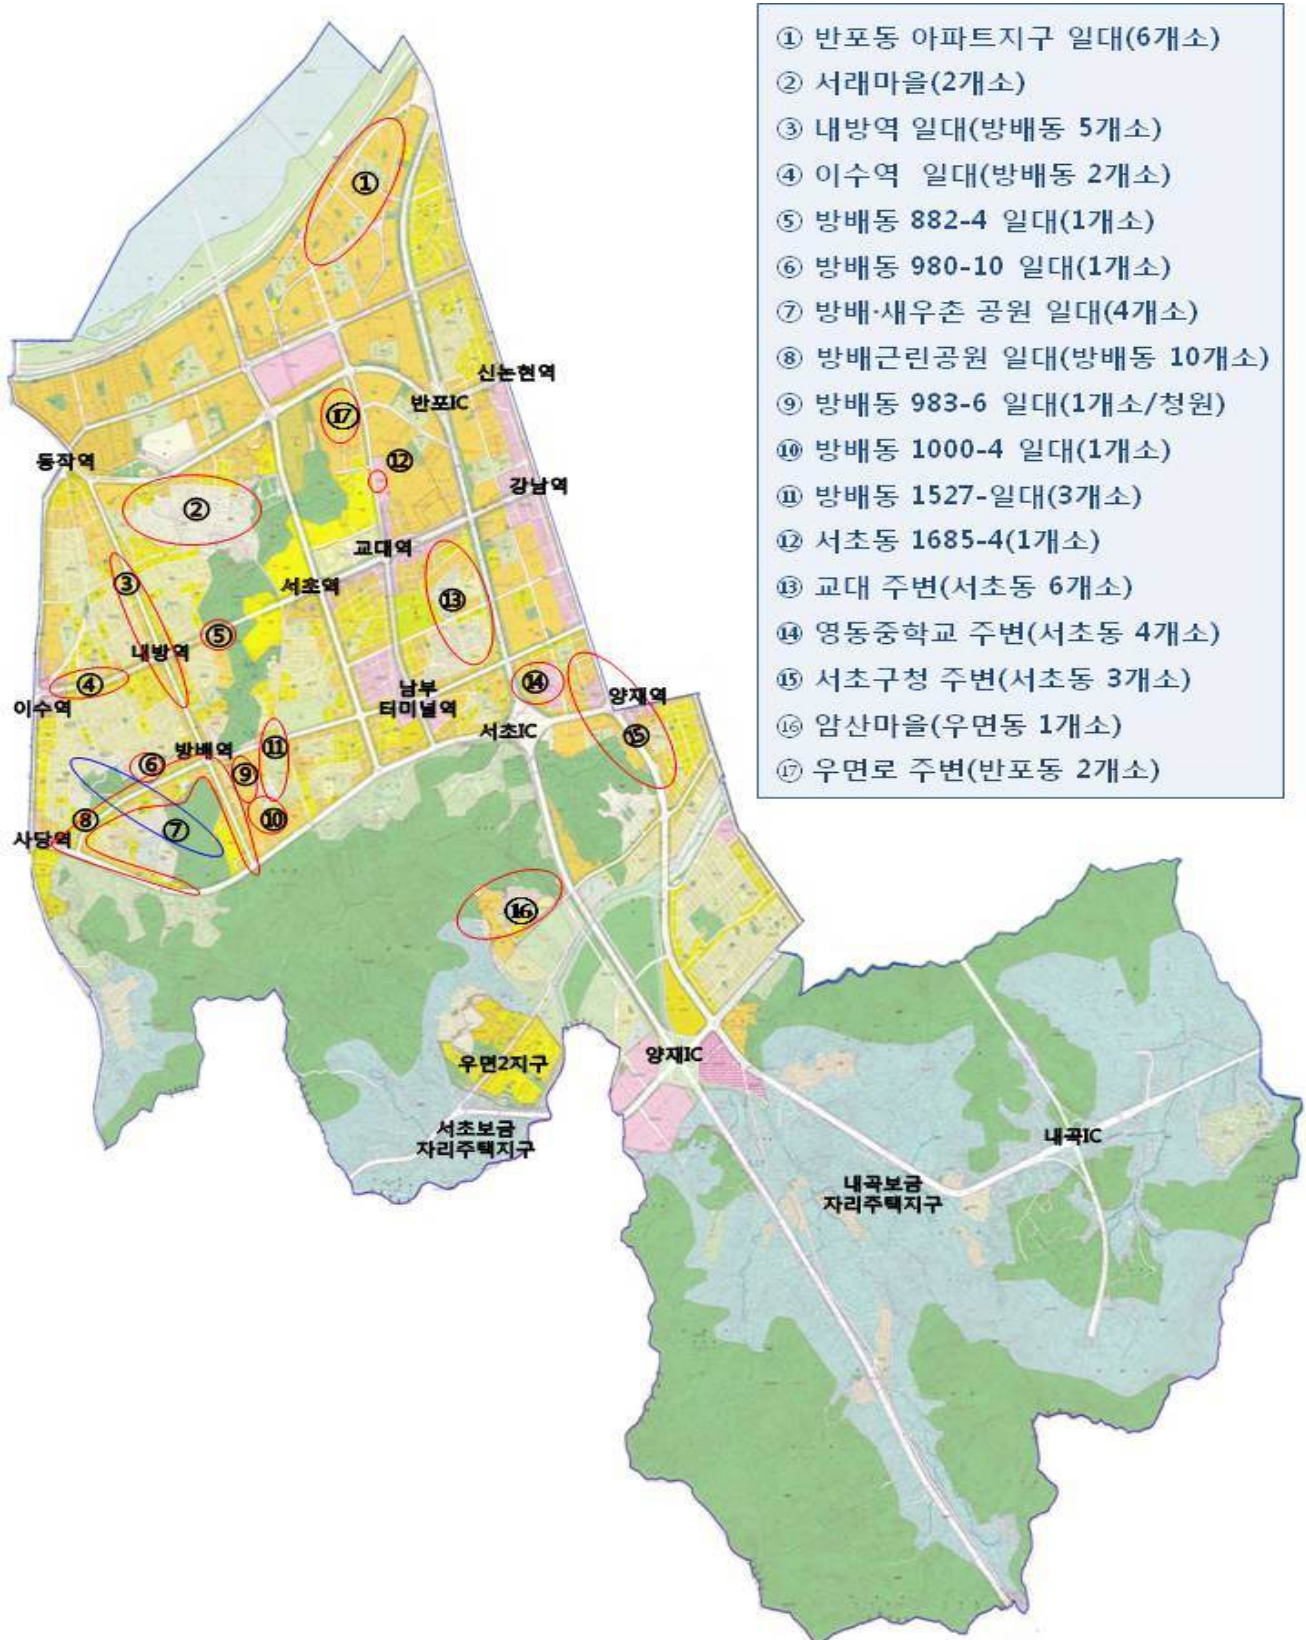 ① 반포동 아파트지구 일대(6개소)
② 서래마을(2개소)
③ 내방역 일대(방배동 5개소)
④ 이수역 일대(방배동 2개소)
⑤ 방배동 882-4 일대(1개소)
⑥ 방배동 980-10 일대(1개소)
⑦ 방배·새우촌 공원 일대(4개소)
⑧ 방배근린공원 일대(방배동 10개소)
⑨ 방배동 983-6 일대(1개소/청원)
⑩ 방배동 1000-4 일대(1개소)
⑪ 방배동 1527-일대(3개소)
⑫ 서초동 1685-4(1개소)
⑬ 교대 주변(서초동 6개소)
⑭ 영동중학교 주변(서초동 4개소)
⑮ 서초구청 주변(서초동 3개소)
⑯ 암산마을(우면동 1개소)
⑰ 우면로 주변(반포동 2개소)
①
신논현역
반포IC
⑰
동작역
⑫
강남역
②
교대역
③
서초역
⑬
⑤
내방역
④
⑭
양재역
이수역
남부
터미널역
서초IC
⑮
방배역
⑪
⑥
⑨
⑧
⑦
⑩
사당역
⑯
양재IC
우면2지구
서초보금
자리주택지구
내곡IC
내곡보금
자리주택지구